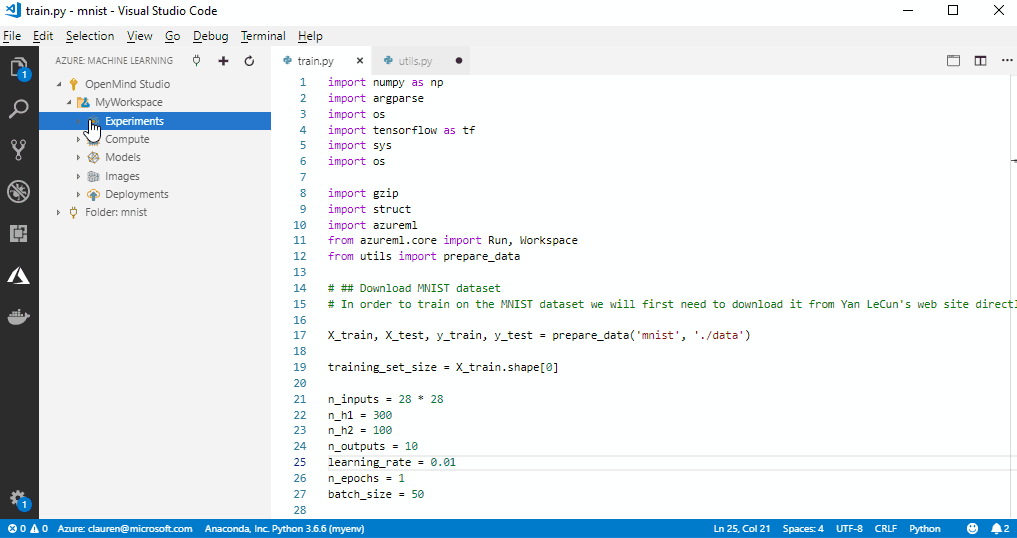 train.py - mnist - Visual Studio Code
File Edit Selection View Go Debug Terminal Help
1
AZURE: MACHINE LEARNING
OpenMind Studio
MyWorkspace
Experiments
Compute
Models
Images
Deployments
Folder: mnist
1
train.py utils.py
1 import numpy as np
2 import argparse
3 import os
4 import tensorflow as tf
5 import sys
6 import os
7
8 import gzip
9 import struct
10 import azureml
11 from azureml.core import Run, Workspace
12 from utils import prepare_data
13
14 # ## Download MNIST dataset
15 # In order to train on the MNIST dataset we will first need to download it from Yan LeCun's web site directl
16
17 X_train, X_test, y_train, y_test = prepare_data('mnist', './data')
18
19 training_set_size = X_train.shape[0]
20
21 n_inputs = 28 * 28
22 n_h1 = 300
23 n_h2 = 100
24 n_outputs = 10
25 learning_rate = 0.01
26 n_epochs = 1
27 batch_size = 50
28
0 0 Azure: clauren@microsoft.com Anaconda, Inc. Python 3.6.6 (myenv) Ln 25, Col 21 Spaces: 4 UTF-8 CRLF Python 2